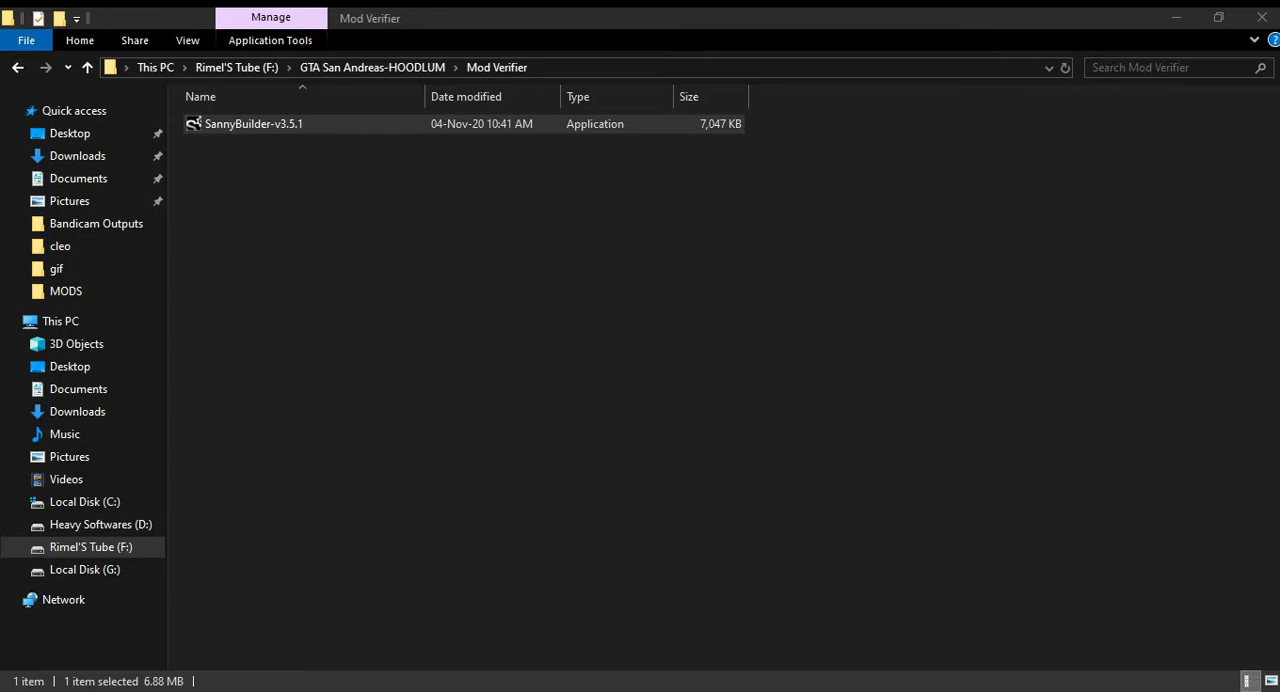 Manage Mod Verifier
File Home Share View Application Tools
This PC Rimel'S Tube (F:) GTA San Andreas-HOODLUM Mod Verifier Search Mod Verifier
Name Date modified Type Size
SannyBuilder-v3.5.1 04-Nov-20 10:41 AM Application 7,047 KB
Quick access
Desktop
Downloads
Documents
Pictures
Bandicam Outputs
cleo
gif
MODS
This PC
3D Objects
Desktop
Documents
Downloads
Music
Pictures
Videos
Local Disk (C:)
Heavy Softwares (D:)
Rimel'S Tube (F:)
Local Disk (G:)
Network
1 item 1 item selected 6.88 MB